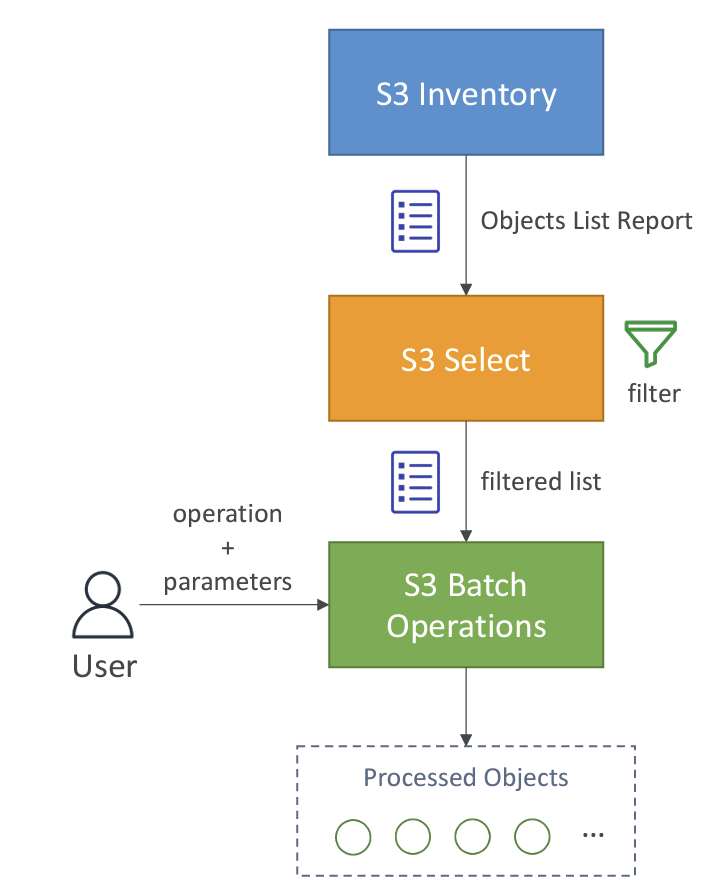 S3 Inventory
Objects List Report
S3 Select
filter
filtered list
operation
+
parameters
User
S3 Batch
Operations
Processed Objects
...